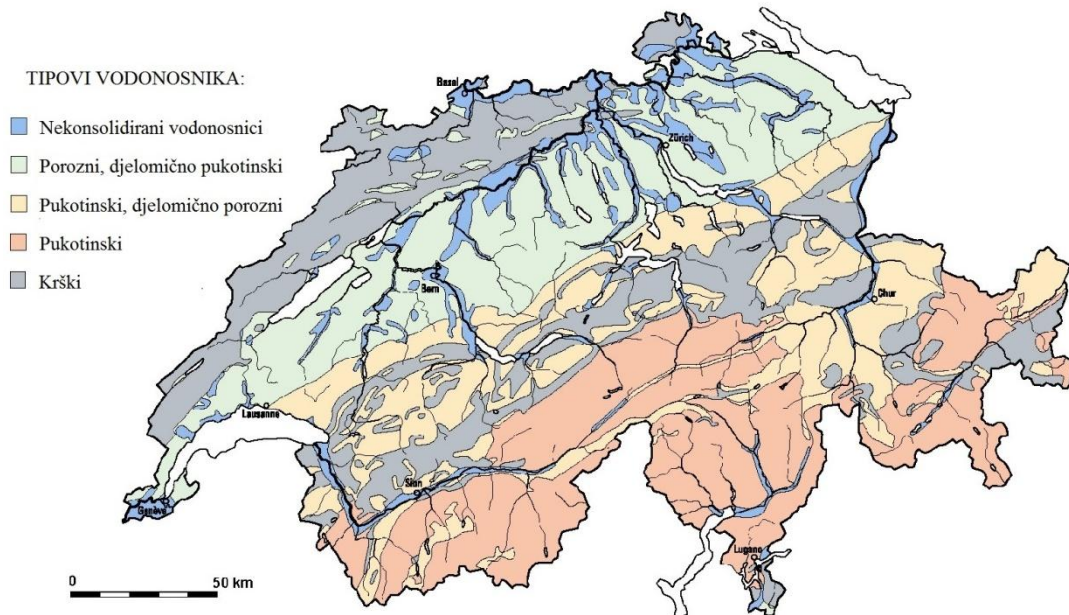 TIPOVI VODONOSNIKA:
Nekonsolidirani vodonosnici
Porozni, djelomično pukotinski
Pukotinski, djelomično porozni
Pukotinski
Krški
Basel
Zürich
Bern
Chur
Lausanne
Sion
Genève
Lugano
0 50 km